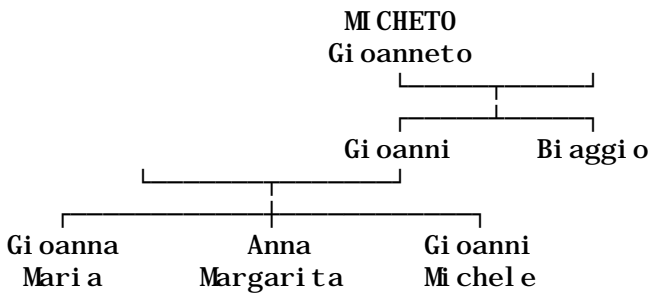 MICHETO
Gioanneto
Gioanni Biaggio
Gioanna Anna Gioanni
Maria Margarita Michele